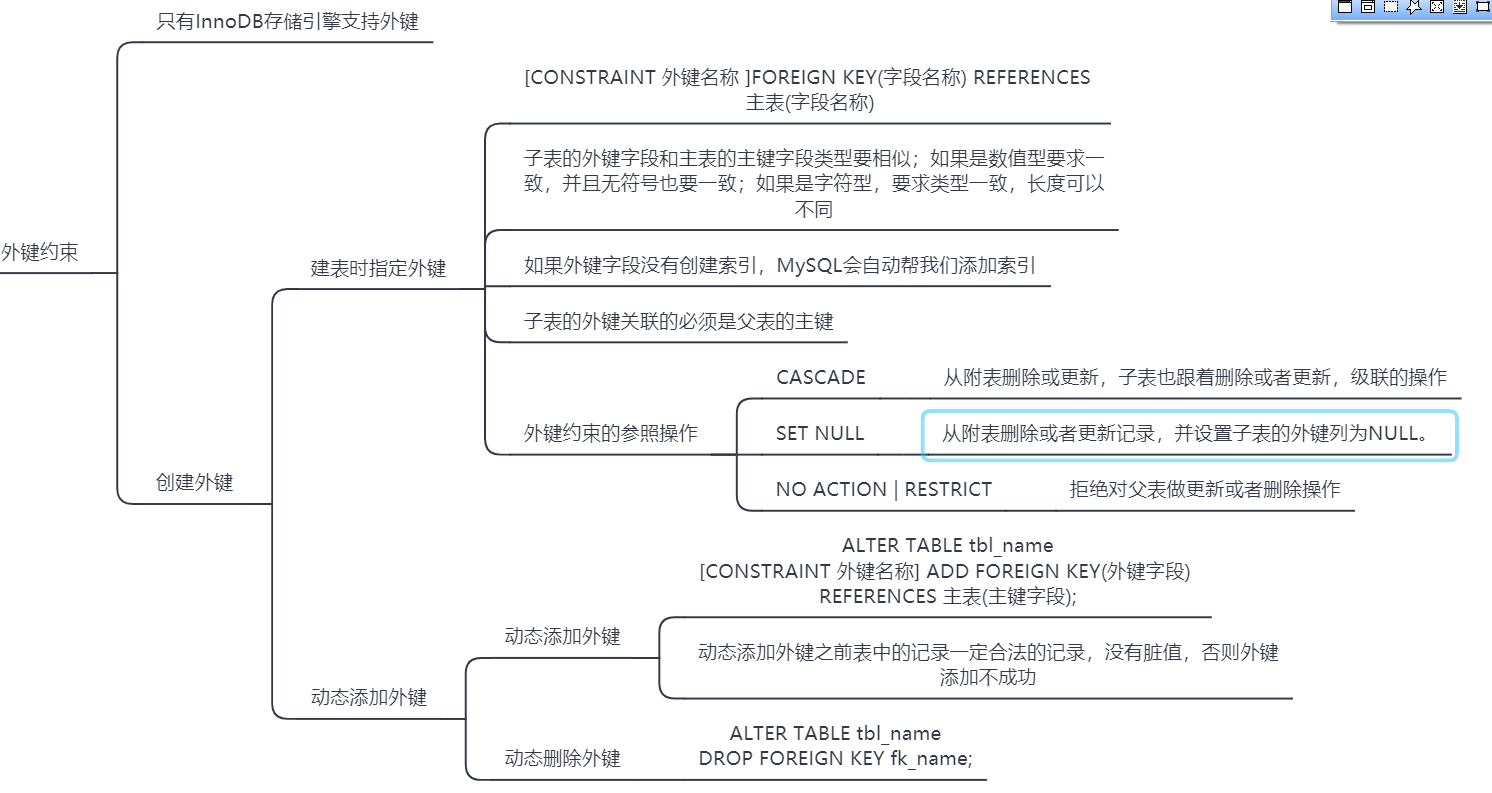 只有InnoDB存储引擎支持外键
[CONSTRAINT 外键名称 ]FOREIGN KEY(字段名称) REFERENCES
主表(字段名称)
子表的外键字段和主表的主键字段类型要相似；如果是数值型要求一
致，并且无符号也要一致；如果是字符型，要求类型一致，长度可以
不同
外键约束
建表时指定外键
如果外键字段没有创建索引，MySQL会自动帮我们添加索引
子表的外键关联的必须是父表的主键
CASCADE
从附表删除或更新，子表也跟着删除或者更新，级联的操作
外键约束的参照操作
SET NULL
从附表删除或者更新记录，并设置子表的外键列为NULL。
创建外键
NO ACTION | RESTRICT
拒绝对父表做更新或者删除操作
ALTER TABLE tbl_name
[CONSTRAINT 外键名称] ADD FOREIGN KEY(外键字段)
REFERENCES 主表(主键字段);
动态添加外键
动态添加外键之前表中的记录一定合法的记录，没有脏值，否则外键
添加不成功
动态添加外键
ALTER TABLE tbl_name
DROP FOREIGN KEY fk_name;
动态删除外键